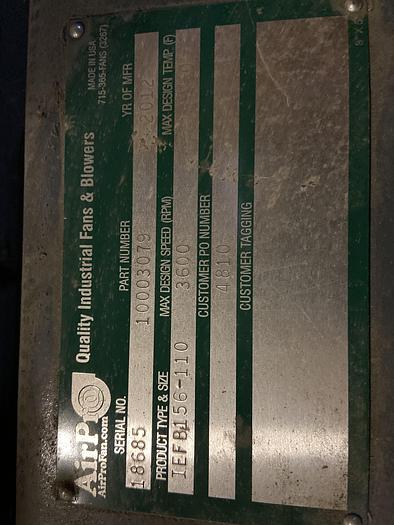 AirPro
AirProFan.com
Quality Industrial Fans & Blowers
MADE IN USA
715-365-FANS (3267)
SERIAL NO. PART NUMBER YR OF MFR
18685 10003079 2012
PRODUCT TYPE & SIZE MAX DESIGN SPEED (RPM) MAX DESIGN TEMP. (F)
IEFB156-110 3600
CUSTOMER PO NUMBER
4810
CUSTOMER TAGGING